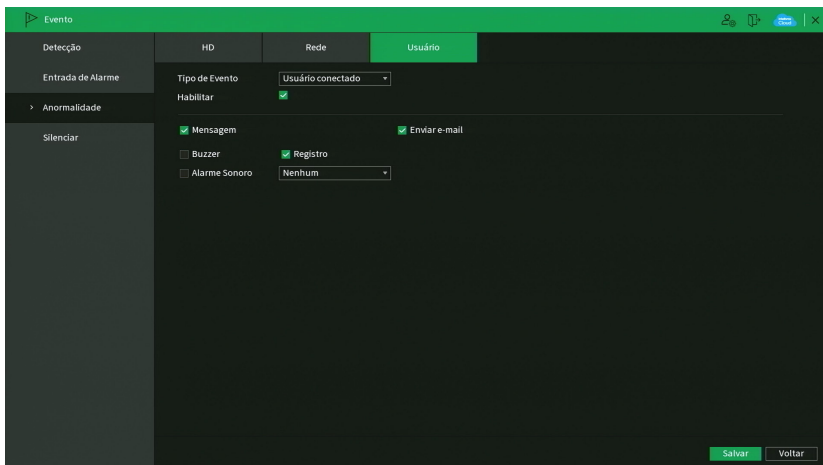 Evento
Detecção
HD
Rede
Usuário
Entrada de Alarme
Tipo de Evento
Usuário conectado
Habilitar
> Anormalidade
Silenciar
Mensagem
Enviar e-mail
Buzzer
Registro
Alarme Sonoro
Nenhum
Salvar
Voltar